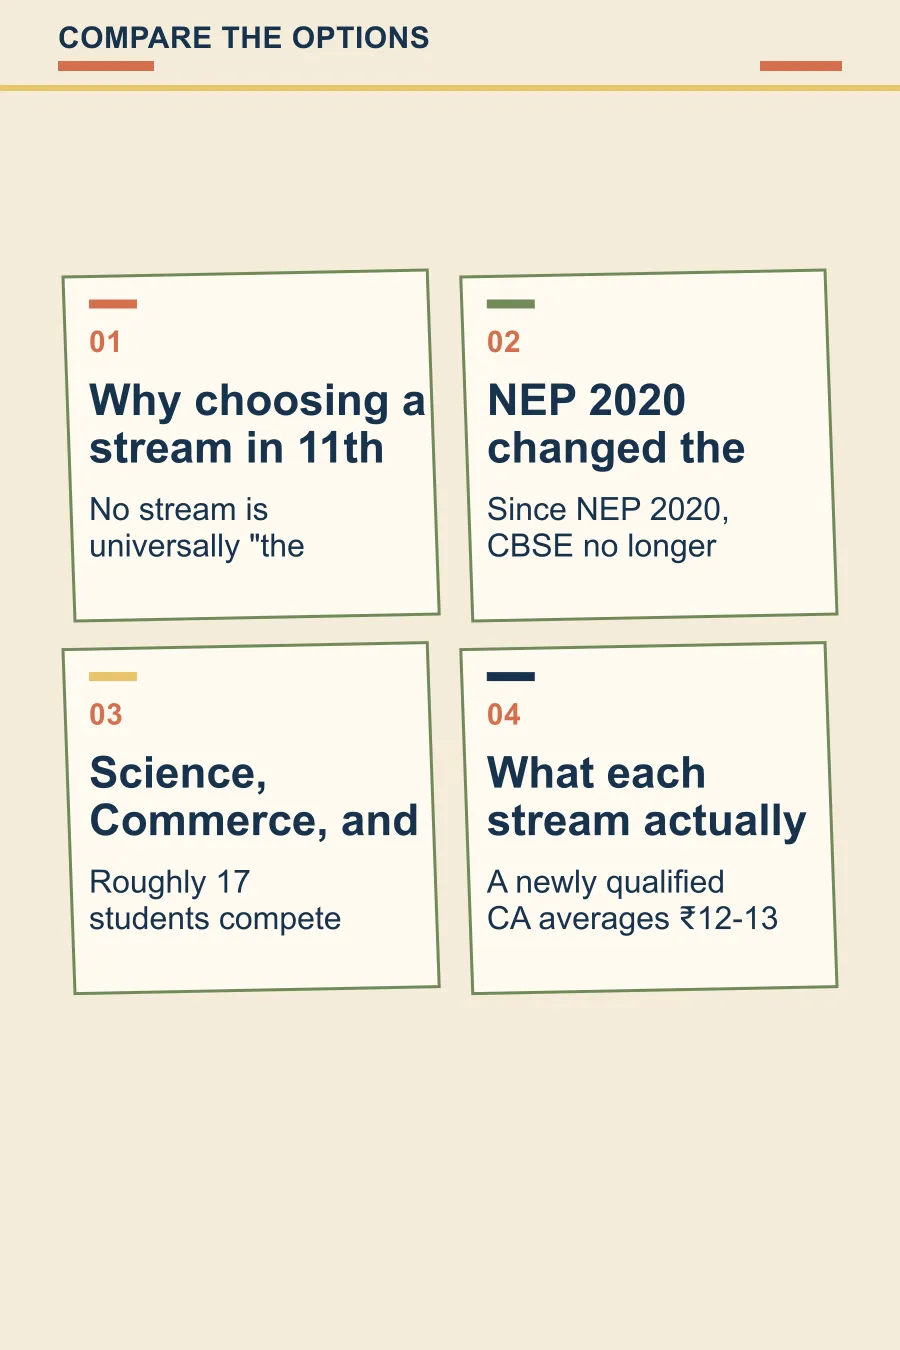 COMPARE THE OPTIONS
01
Why choosing a
stream in 11th
No stream is
universally "the
02
NEP 2020
changed the
Since NEP 2020,
CBSE no longer
03
Science,
Commerce, and
Roughly 17
students compete
04
What each
stream actually
A newly qualified
CA averages ₹12-13